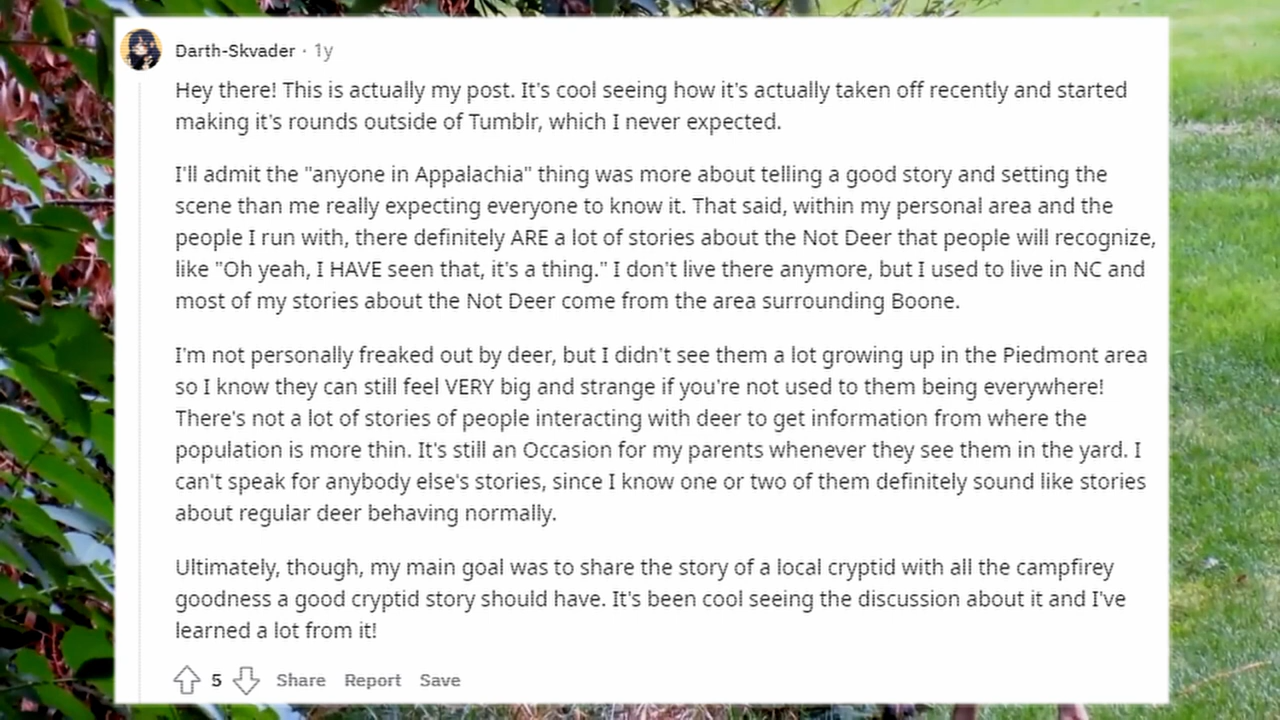 Darth-Skvader · 1y
Hey there! This is actually my post. It's cool seeing how it's actually taken off recently and started
making it's rounds outside of Tumblr, which I never expected.
I'll admit the "anyone in Appalachia" thing was more about telling a good story and setting the
scene than me really expecting everyone to know it. That said, within my personal area and the
people I run with, there definitely ARE a lot of stories about the Not Deer that people will recognize,
like "Oh yeah, I HAVE seen that, it's a thing." I don't live there anymore, but I used to live in NC and
most of my stories about the Not Deer come from the area surrounding Boone.
I'm not personally freaked out by deer, but I didn't see them a lot growing up in the Piedmont area
so I know they can still feel VERY big and strange if you're not used to them being everywhere!
There's not a lot of stories of people interacting with deer to get information from where the
population is more thin. It's still an Occasion for my parents whenever they see them in the yard. I
can't speak for anybody else's stories, since I know one or two of them definitely sound like stories
about regular deer behaving normally.
Ultimately, though, my main goal was to share the story of a local cryptid with all the campfirey
goodness a good cryptid story should have. It's been cool seeing the discussion about it and I've
learned a lot from it!
5 Share Report Save